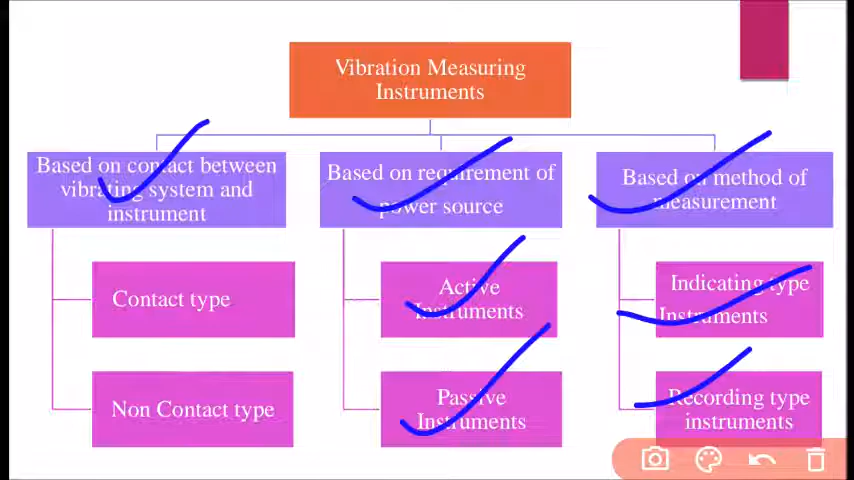 Vibration Measuring
Instruments
Based on contact between
vibrating system and
instrument
Based on requirement of
power source
Based on method of
measurement
Contact type
Active
Instruments
Indicating type
Instruments
Non Contact type
Passive
Instruments
Recording type
instruments